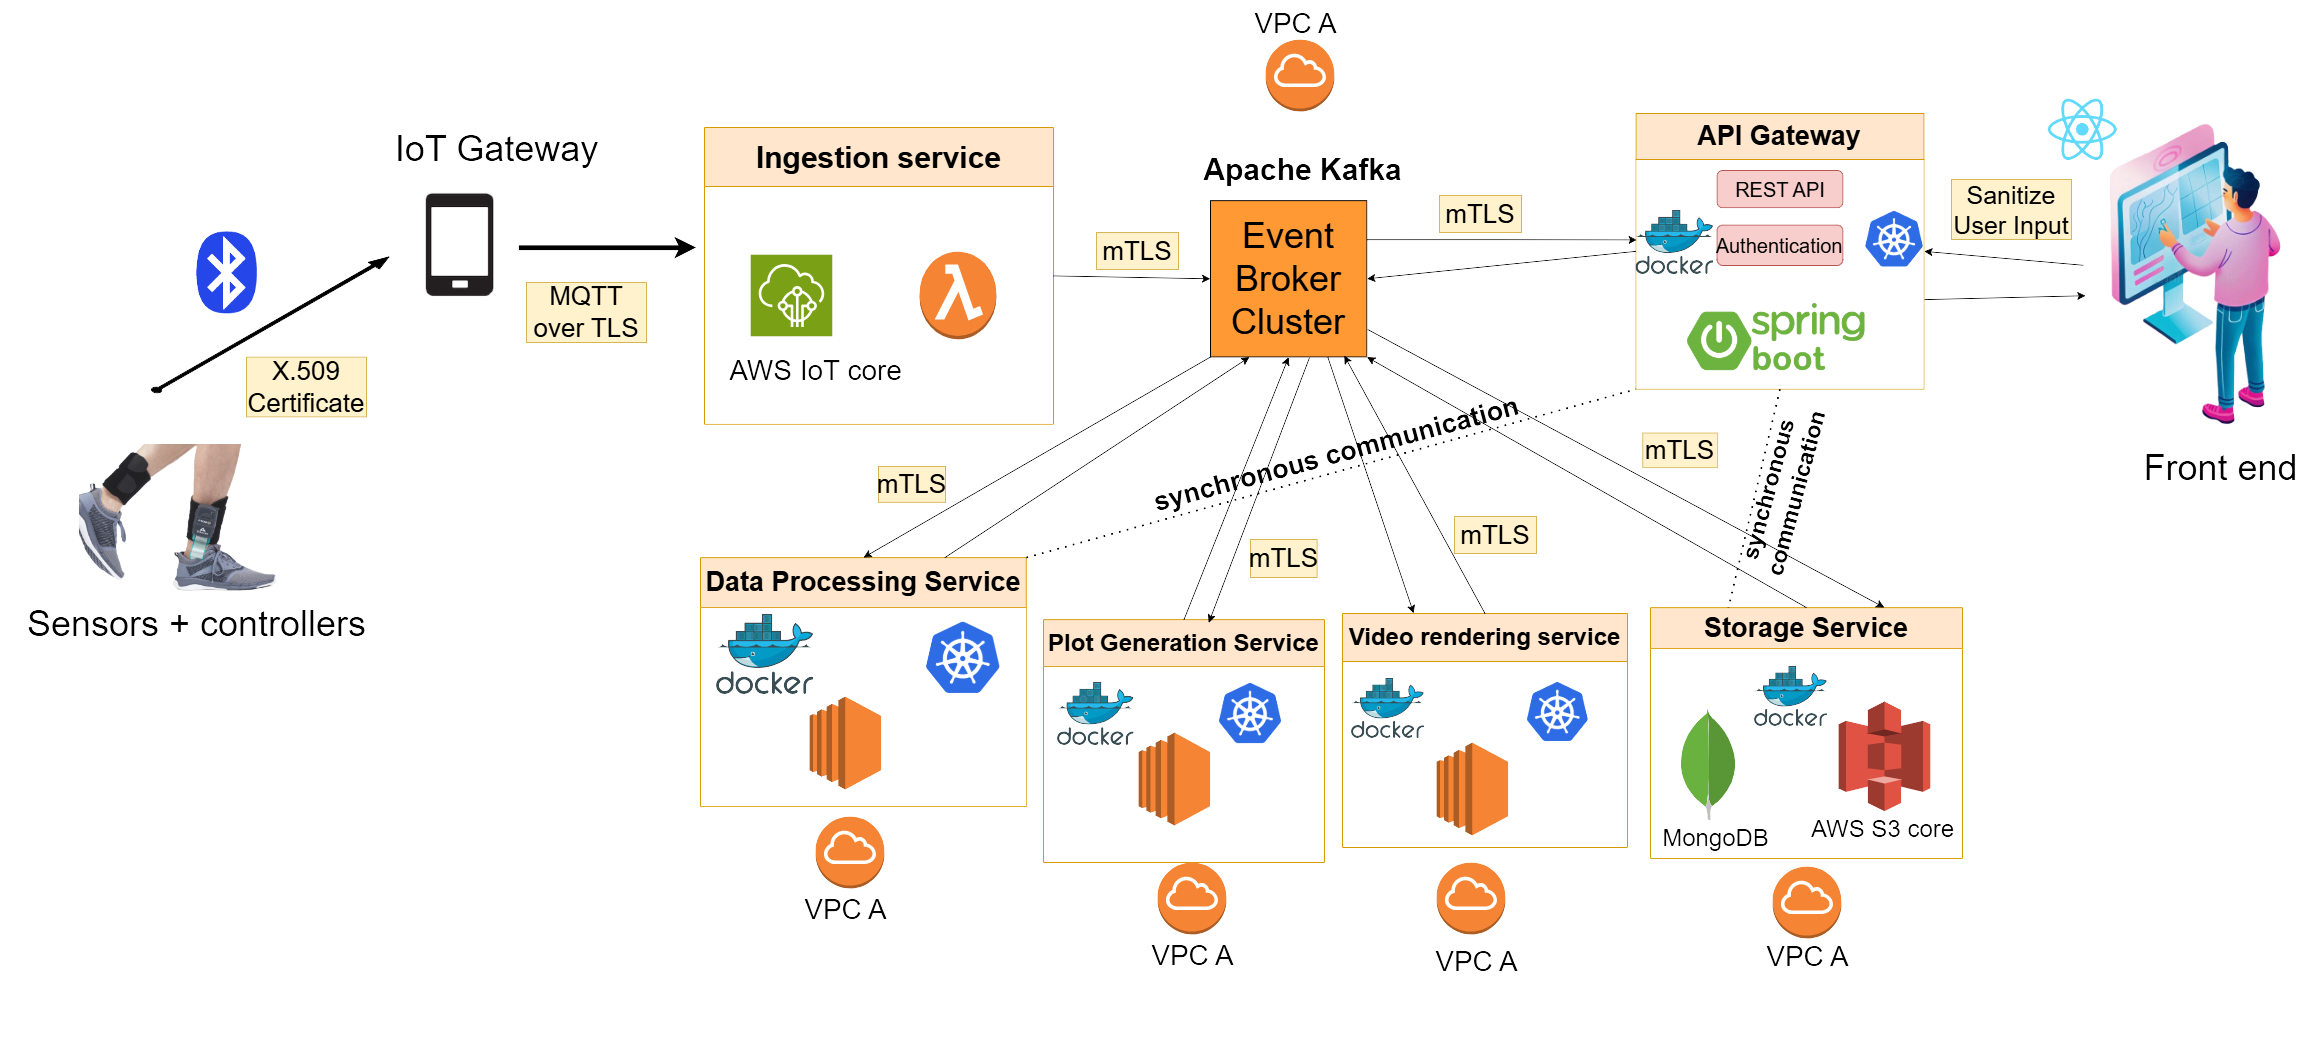 VPC A
IoT Gateway
Ingestion service
Apache Kafka
API Gateway
REST API
Authentication
docker
spring
boot
Sanitize
User Input
Event
Broker
Cluster
mTLS
mTLS
MQTT
over TLS
AWS IoT core
X.509
Certificate
Sensors + controllers
Front end
synchronous communication
synchronous
communication
mTLS
mTLS
mTLS
mTLS
Data Processing Service
docker
VPC A
Plot Generation Service
docker
VPC A
Video rendering service
docker
VPC A
Storage Service
docker
MongoDB
AWS S3 core
VPC A